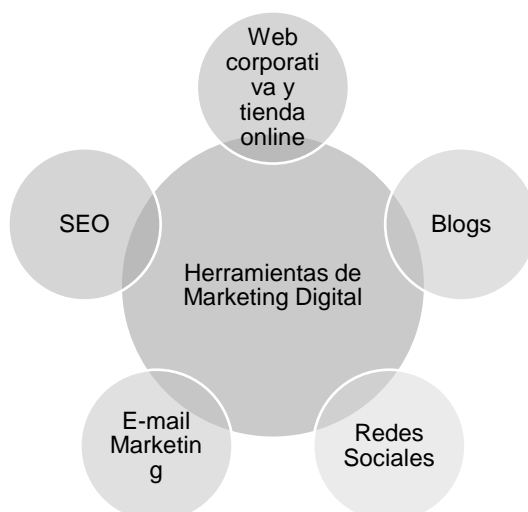 Web
corporati
va y
tienda
online
SEO
Blogs
Herramientas de
Marketing Digital
E-mail
Marketin
g
Redes
Sociales